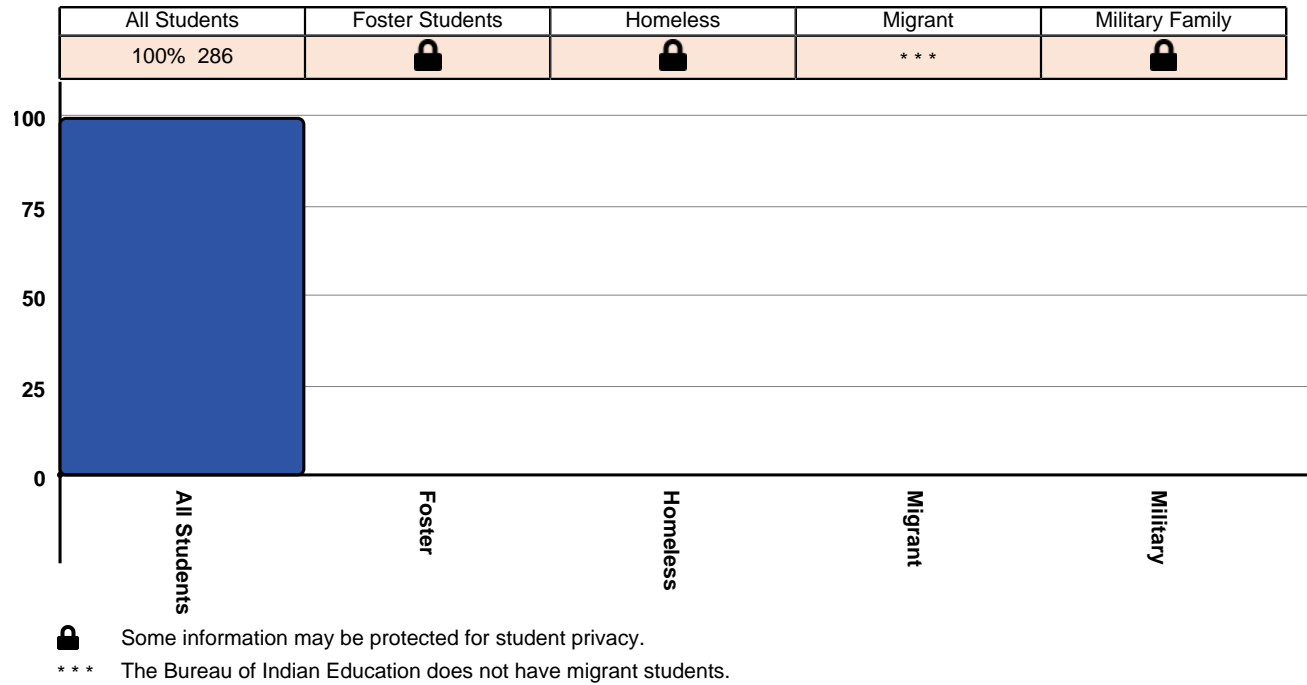 All Students Foster Students Homeless Migrant Military Family
100% 286 * * *
100
75
50
25
0
All Students
Foster
Homeless
Migrant
Military
Some information may be protected for student privacy.
* * * The Bureau of Indian Education does not have migrant students.